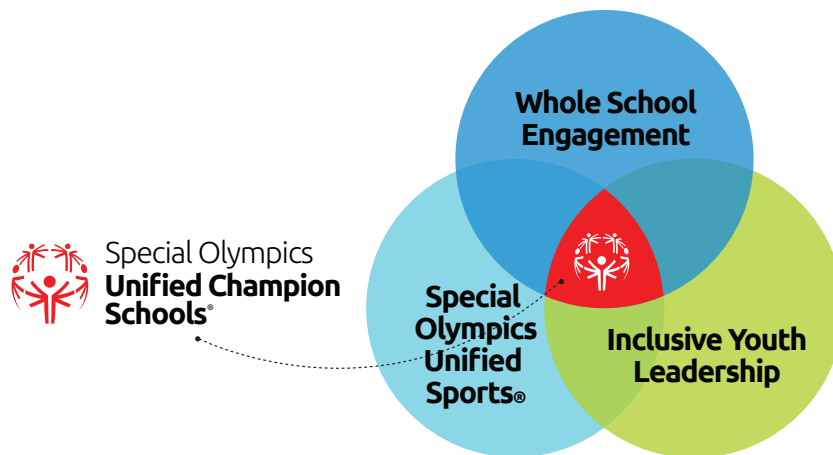 Whole School
Engagement
Special Olympics
Unified Champion
Schools®
Special
Olympics
Unified
Sports®
Inclusive Youth
Leadership